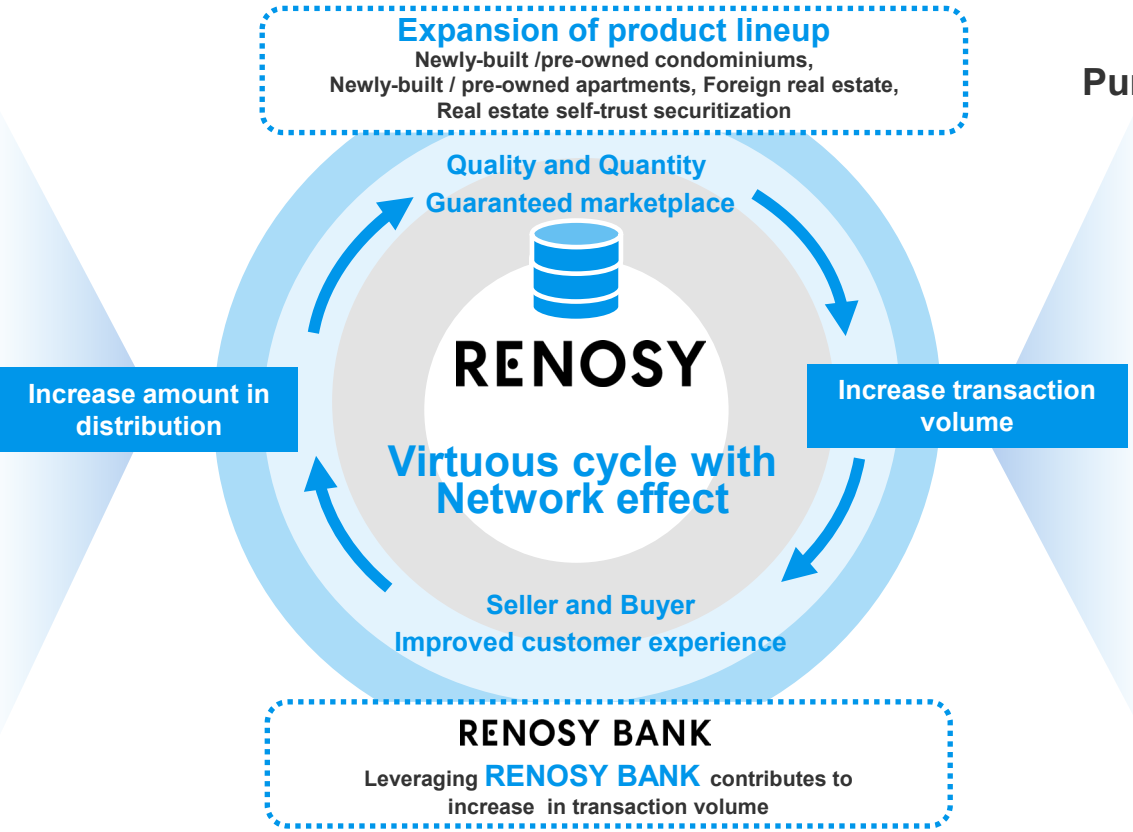 Expansion of product lineup
Newly-built /pre-owned condominiums,
Newly-built / pre-owned apartments, Foreign real estate,
Real estate self-trust securitization
Quality and Quantity
Guaranteed marketplace
RENOSY
Increase amount in
distribution
Increase transaction
volume
Virtuous cycle with
Network effect
Seller and Buyer
Improved customer experience
RENOSY BANK
Leveraging RENOSY BANK contributes to
increase in transaction volume